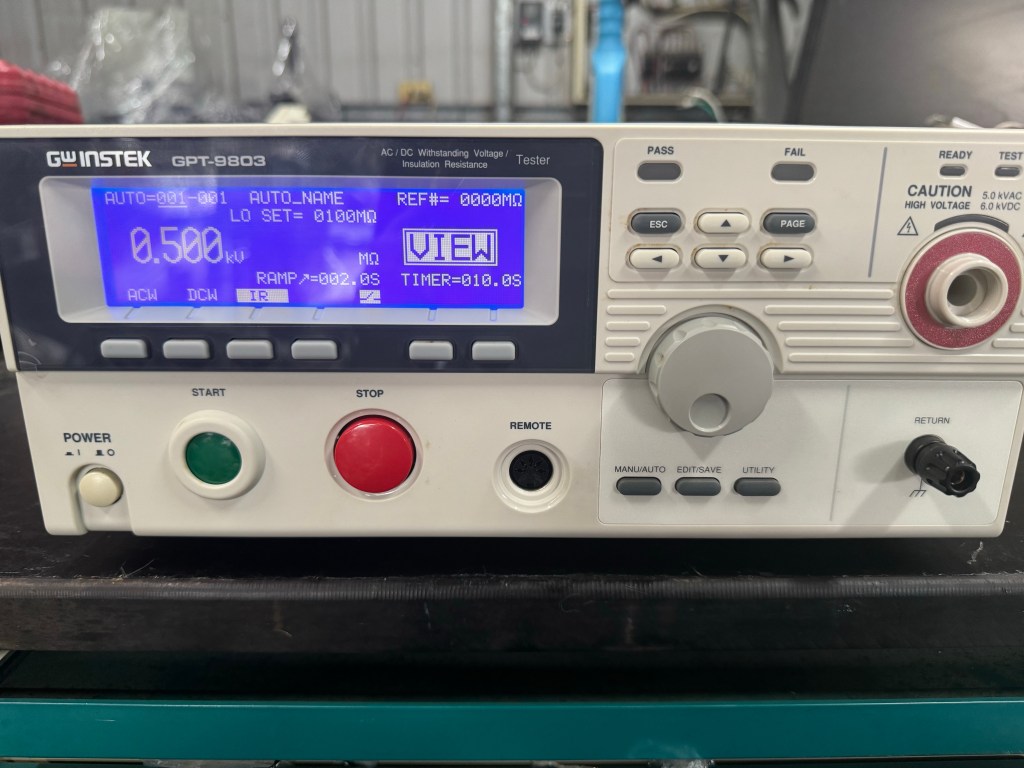 GWINSTEK GPT-9803 AC / DC Withstanding Voltage / Insulation Resistance Tester
AUTO=001-001 AUTO_NAME REF#= 0000MΩ
LO SET= 0100MΩ
0.500kV MΩ VIEW
RAMP↗=002.0S TIMER=010.0S
ACW DCW IR
PASS FAIL READY TEST
CAUTION
HIGH VOLTAGE
5.0 kVAC
6.0 kVDC
ESC ▲ PAGE
◄ ▼ ►
START STOP
POWER
I O
REMOTE
MANU/AUTO EDIT/SAVE UTILITY
RETURN